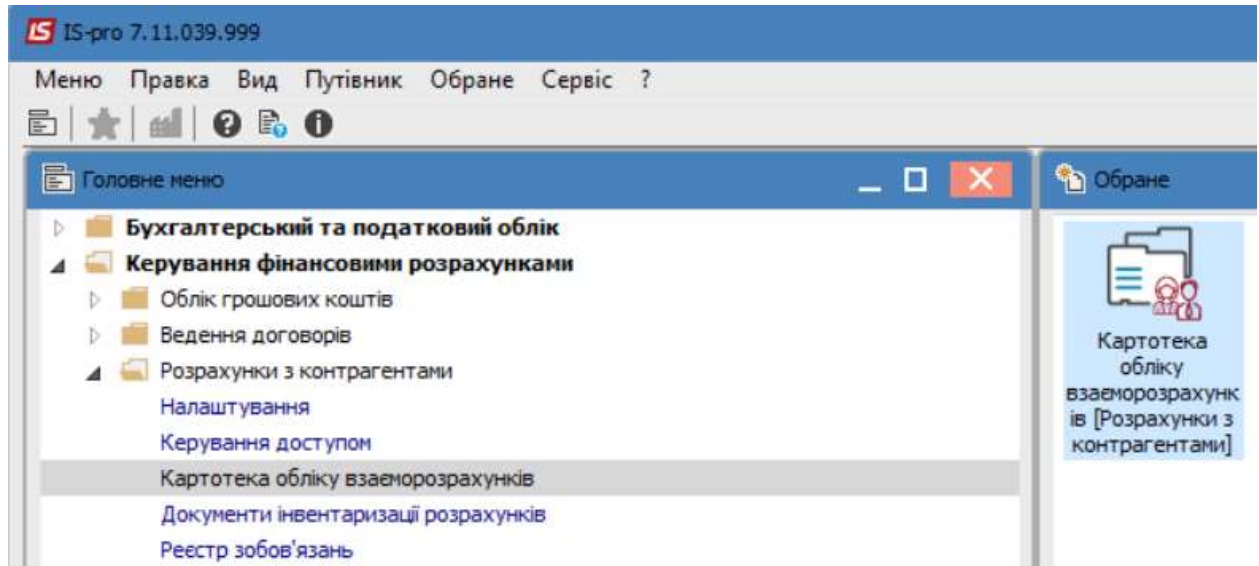 IS IS-pro 7.11.039.999
Меню Правка Вид Путівник Обране Сервіс ?
Головне меню
Бухгалтерський та податковий облік
Керування фінансовими розрахунками
Облік грошових коштів
Ведення договорів
Розрахунки з контрагентами
Налаштування
Керування доступом
Картотека обліку взаєморозрахунків
Документи інвентаризації розрахунків
Реєстр зобов'язань
Обране
Картотека
обліку
взаєморозрахунк
ів [Розрахунки з
контрагентами]